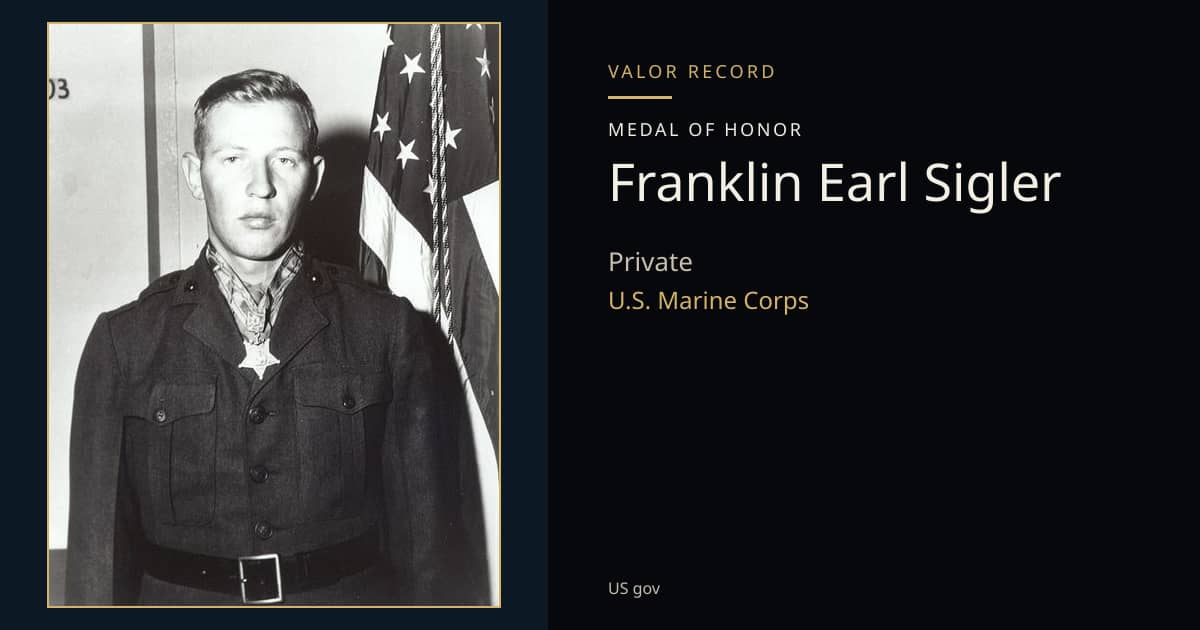 03
VALOR RECORD
MEDAL OF HONOR
Franklin Earl Sigler
Private
U.S. Marine Corps
US gov